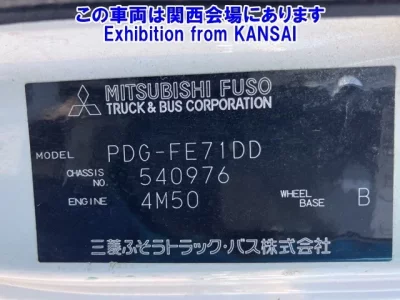 この車両は関西会場にあります
Exhibition from KANSAI
MITSUBISHI FUSO
TRUCK & BUS CORPORATION
MODEL PDG-FE71DD
CHASSIS NO. 540976
ENGINE 4M50 WHEEL BASE B
三菱ふそうトラック・バス株式会社